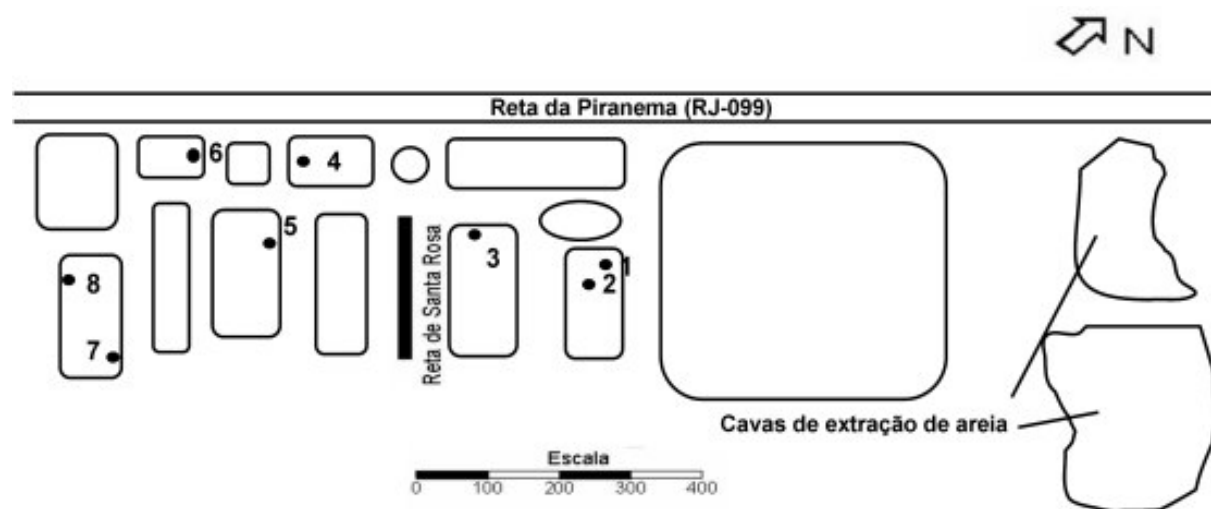 N
Reta da Piranema (RJ-099)
6
4
5
Reta de Santa Rosa
3
1
2
8
7
Cavas de extração de areia
Escala
0 100 200 300 400